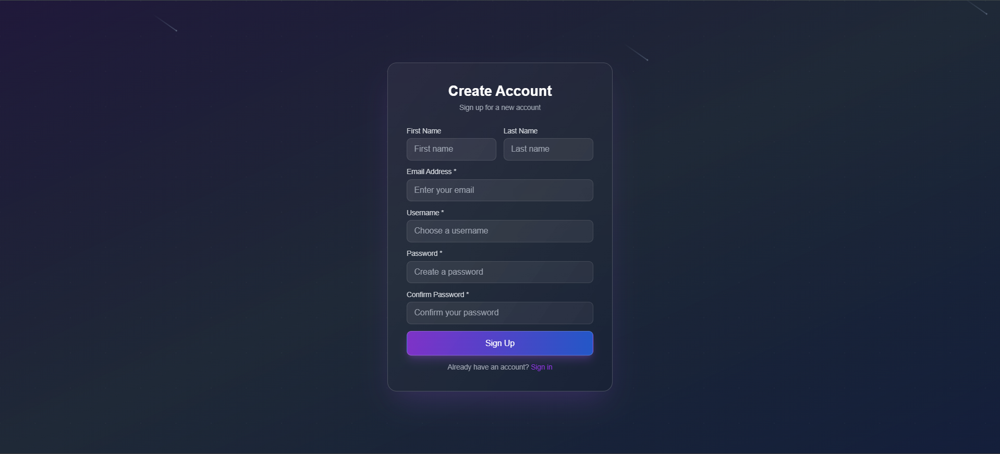 Create Account
Sign up for a new account
First Name
Last Name
First name
Last name
Email Address *
Enter your email
Username *
Choose a username
Password *
Create a password
Confirm Password *
Confirm your password
Sign Up
Already have an account? Sign in